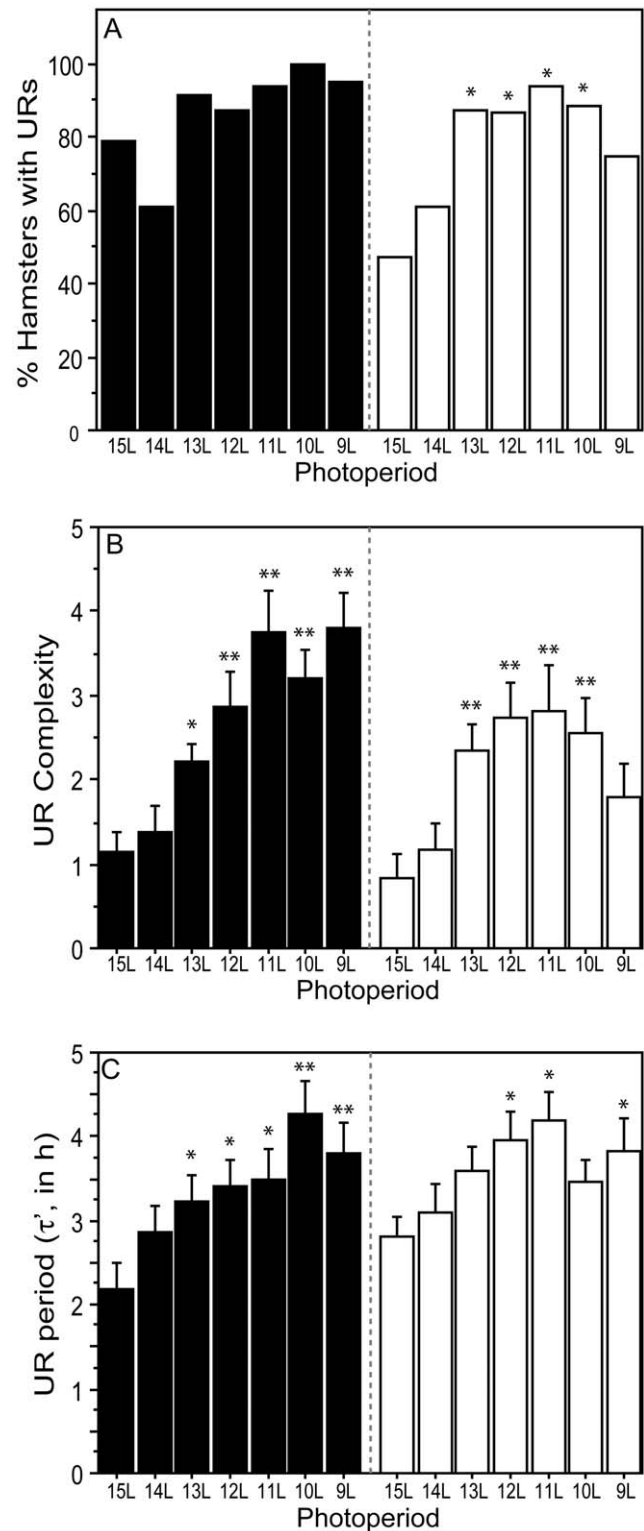 A
% Hamsters with URs
100
80
60
40
20
0
* * * *
15L 14L 13L 12L 11L 10L 9L 15L 14L 13L 12L 11L 10L 9L
Photoperiod
B
UR Complexity
5
4
3
2
1
0
* ** ** ** ** ** ** ** **
15L 14L 13L 12L 11L 10L 9L 15L 14L 13L 12L 11L 10L 9L
Photoperiod
C
UR period (τ', in h)
5
4
3
2
1
0
* * * ** ** * * *
15L 14L 13L 12L 11L 10L 9L 15L 14L 13L 12L 11L 10L 9L
Photoperiod